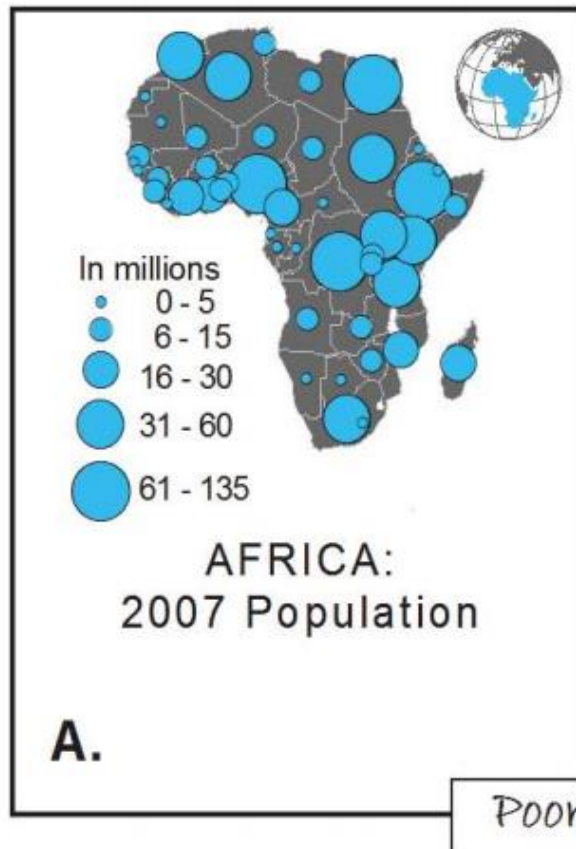 In millions
0 - 5
6 - 15
16 - 30
31 - 60
61 - 135
AFRICA:
2007 Population
A.
Poor